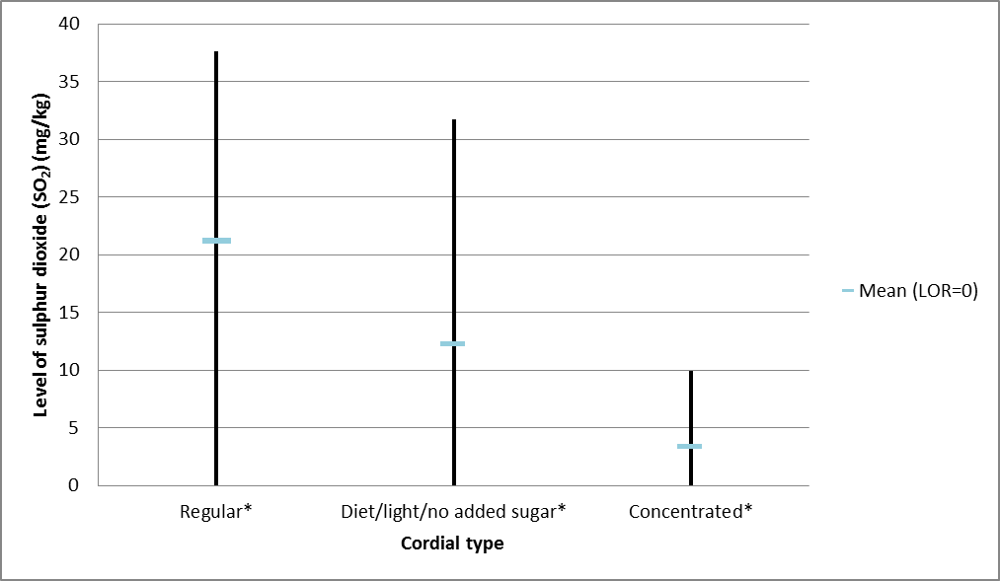 Level of sulphur dioxide (SO₂) (mg/kg)
40
35
30
25
20
15
10
5
0
Regular*
Diet/light/no added sugar*
Concentrated*
Cordial type
Mean (LOR=0)